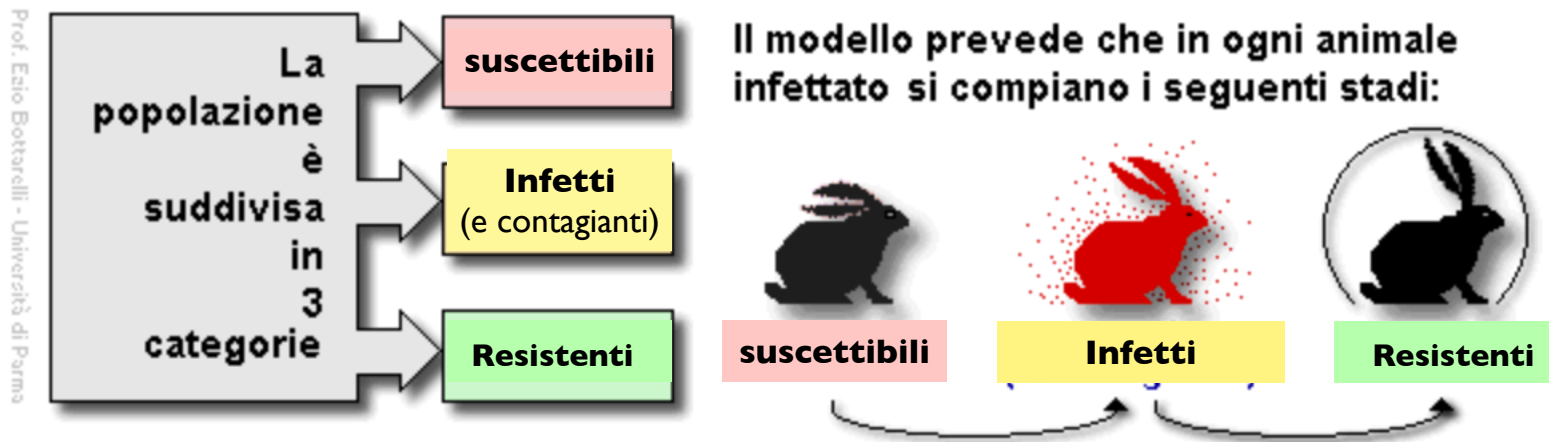 Prof. Ezio Bottarelli - Università di Parma
La
popolazione
è
suddivisa
in
3
categorie
suscettibili
Infetti
(e contagianti)
Resistenti
Il modello prevede che in ogni animale
infettato si compiano i seguenti stadi:
suscettibili
Infetti
Resistenti